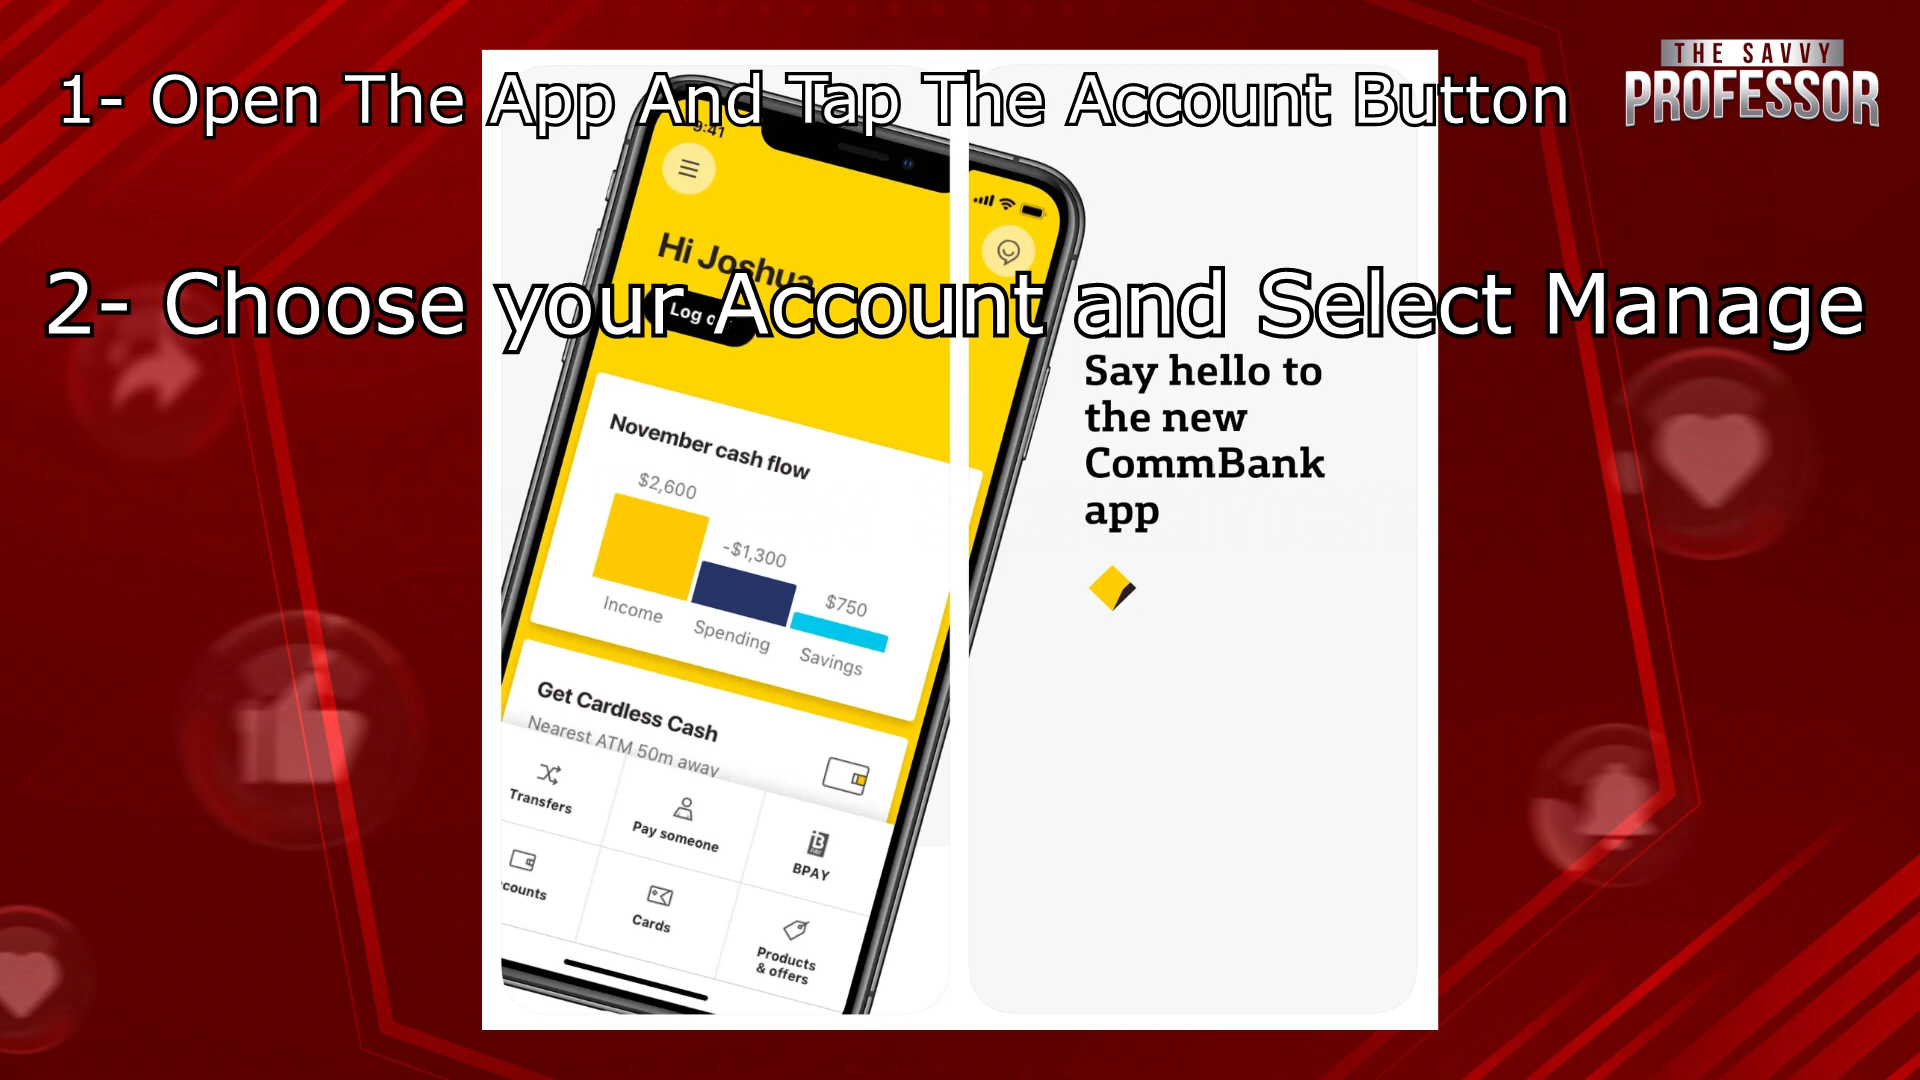 THE SAVVY
PROFESSOR
1- Open The App And Tap The Account Button
9:41
2- Choose your Account and Select Manage
Hi Joshua
Log
Say hello to
the new
CommBank
app
November cash flow
$2,600
-$1,300
$750
Income
Spending
Savings
Get Cardless Cash
Nearest ATM 50m away
Transfers
Pay someone
BPAY
counts
Cards
Products
& offers